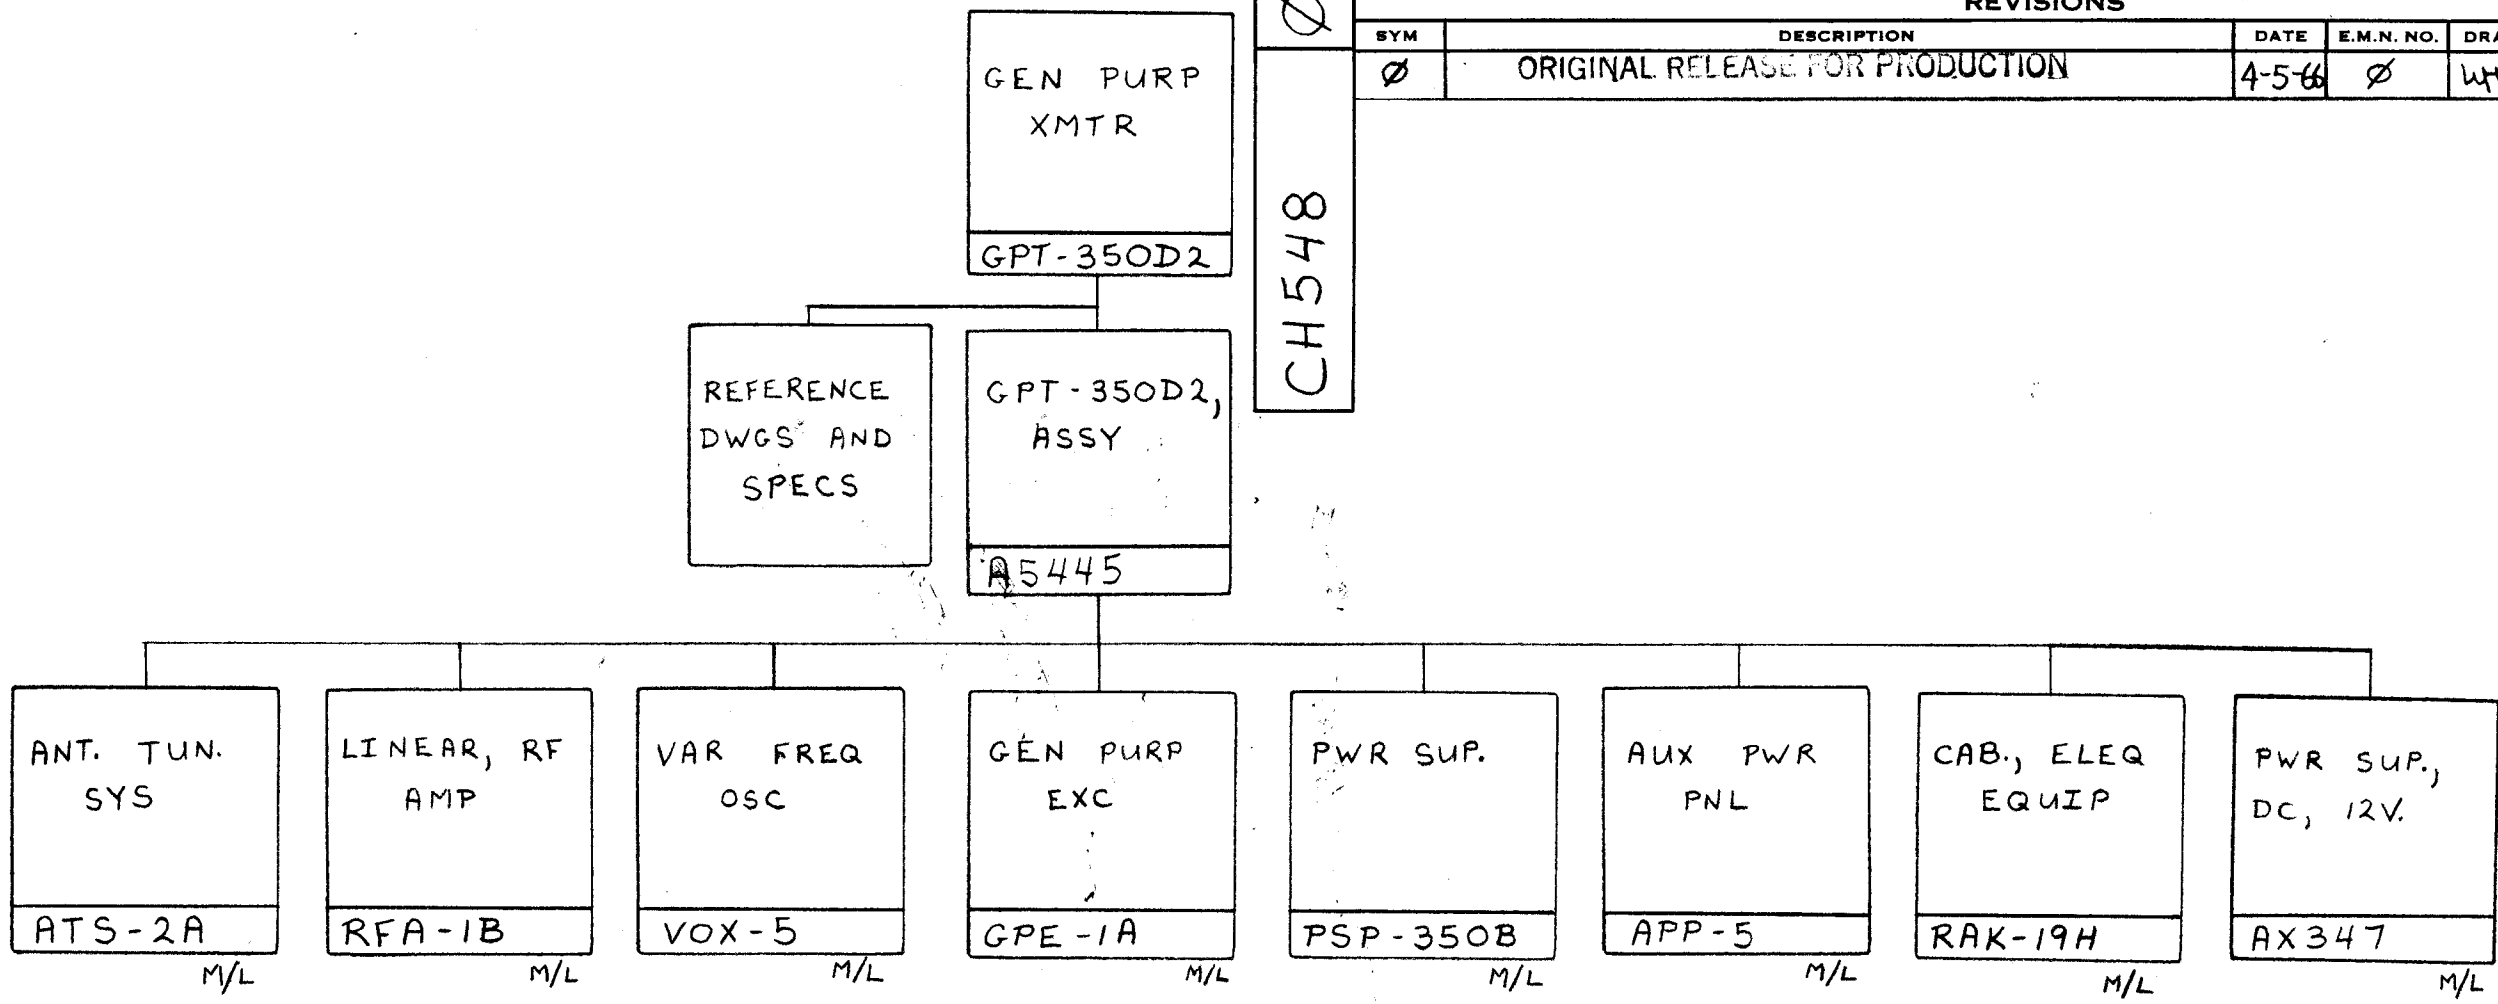 REVISIONS
SYM DESCRIPTION DATE E.M.N. NO.
Ø ORIGINAL RELEASE FOR PRODUCTION 4-5-66 Ø
Ø
CH548
GEN PURP
XMTR
GPT-350D2
REFERENCE
DWGS AND
SPECS
GPT-350D2,
ASSY
A5445
ANT. TUN.
SYS
ATS-2A
M/L
LINEAR, RF
AMP
RFA-1B
M/L
VAR FREQ
OSC
VOX-5
M/L
GEN PURP
EXC
GPE-1A
M/L
PWR SUP.
PSP-350B
M/L
AUX PWR
PNL
APP-5
M/L
CAB., ELEQ
EQUIP
RAK-19H
M/L
PWR SUP.,
DC, 12V.
AX347
M/L